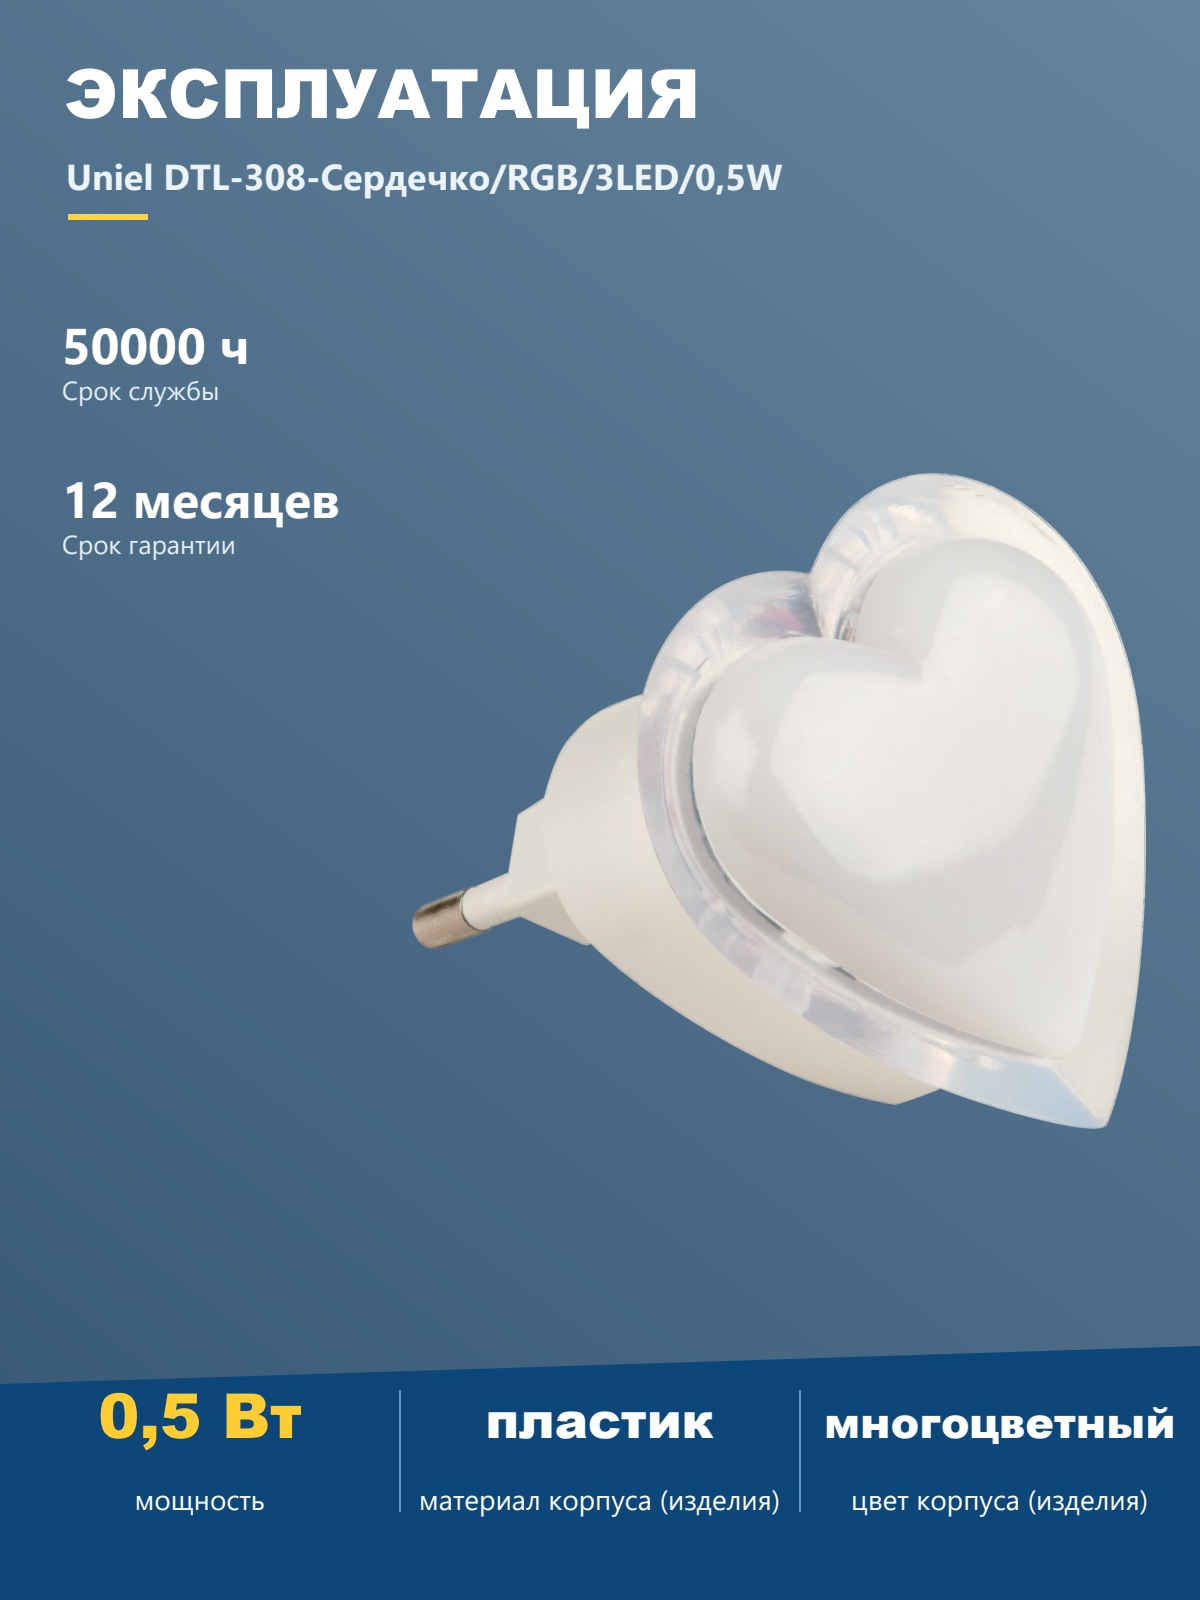 ЭКСПЛУАТАЦИЯ
Uniel DTL-308-Сердечко/RGB/3LED/0,5W
50000 ч
Срок службы
12 месяцев
Срок гарантии
0,5 Вт
мощность
пластик
материал корпуса (изделия)
многоцветный
цвет корпуса (изделия)